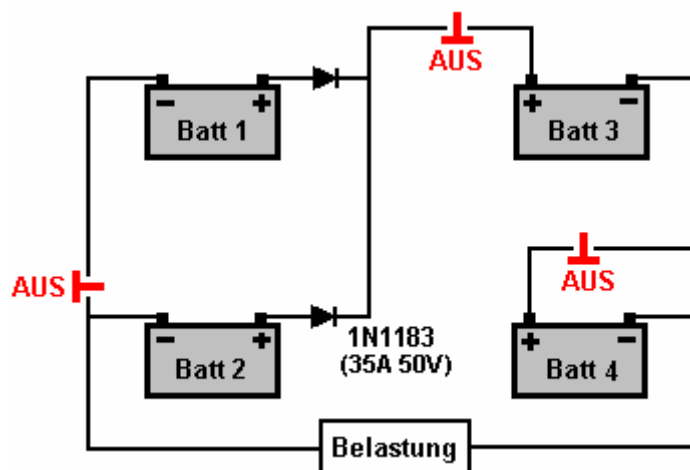 AUS
- +
Batt 1
+ -
Batt 3
AUS
AUS
- +
Batt 2
1N1183
(35A 50V)
+ -
Batt 4
Belastung